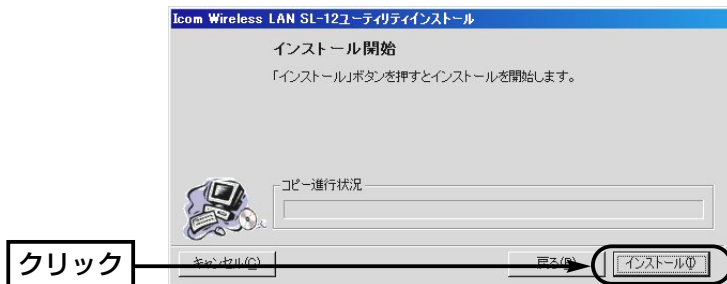 Icom Wireless LAN SL-12ユーティリティインストール
インストール開始
「インストール」ボタンを押すとインストールを開始します。
コピー進行状況
クリック
キャンセル(C)
戻る(B)
インストール(I)